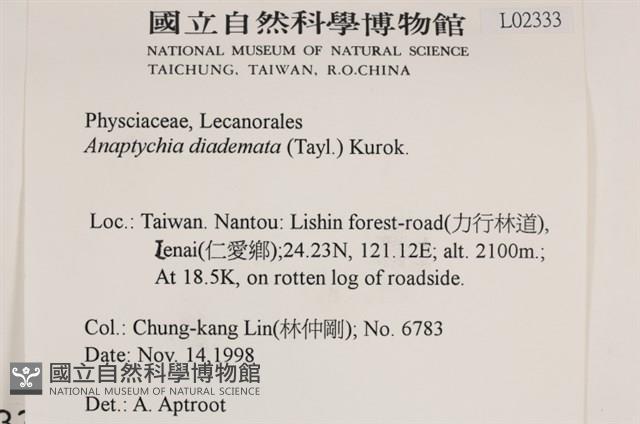 國立自然科學博物館
L02333
NATIONAL MUSEUM OF NATURAL SCIENCE
TAICHUNG, TAIWAN, R.O.CHINA
Physciaceae, Lecanorales
Anaptychia diademata (Tayl.) Kurok.
Loc.: Taiwan. Nantou: Lishin forest-road(力行林道),
Ienai(仁愛鄉);24.23N, 121.12E; alt. 2100m.;
At 18.5K, on rotten log of roadside.
Col.: Chung-kang Lin(林仲剛); No. 6783
Date: Nov. 14,1998
國立自然科學博物館
NATIONAL MUSEUM OF NATURAL SCIENCE
Det.: A. Aptroot